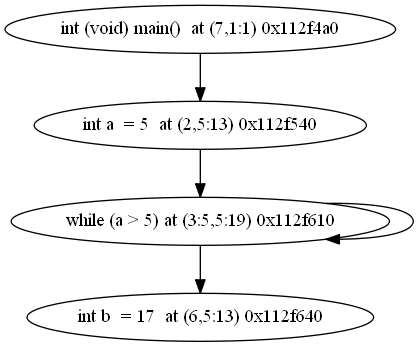 int (void) main()  at (7,1:1) 0x112f4a0
int a  = 5  at (2,5:13) 0x112f540
while (a > 5) at (3:5,5:19) 0x112f610
int b  = 17  at (6,5:13) 0x112f640